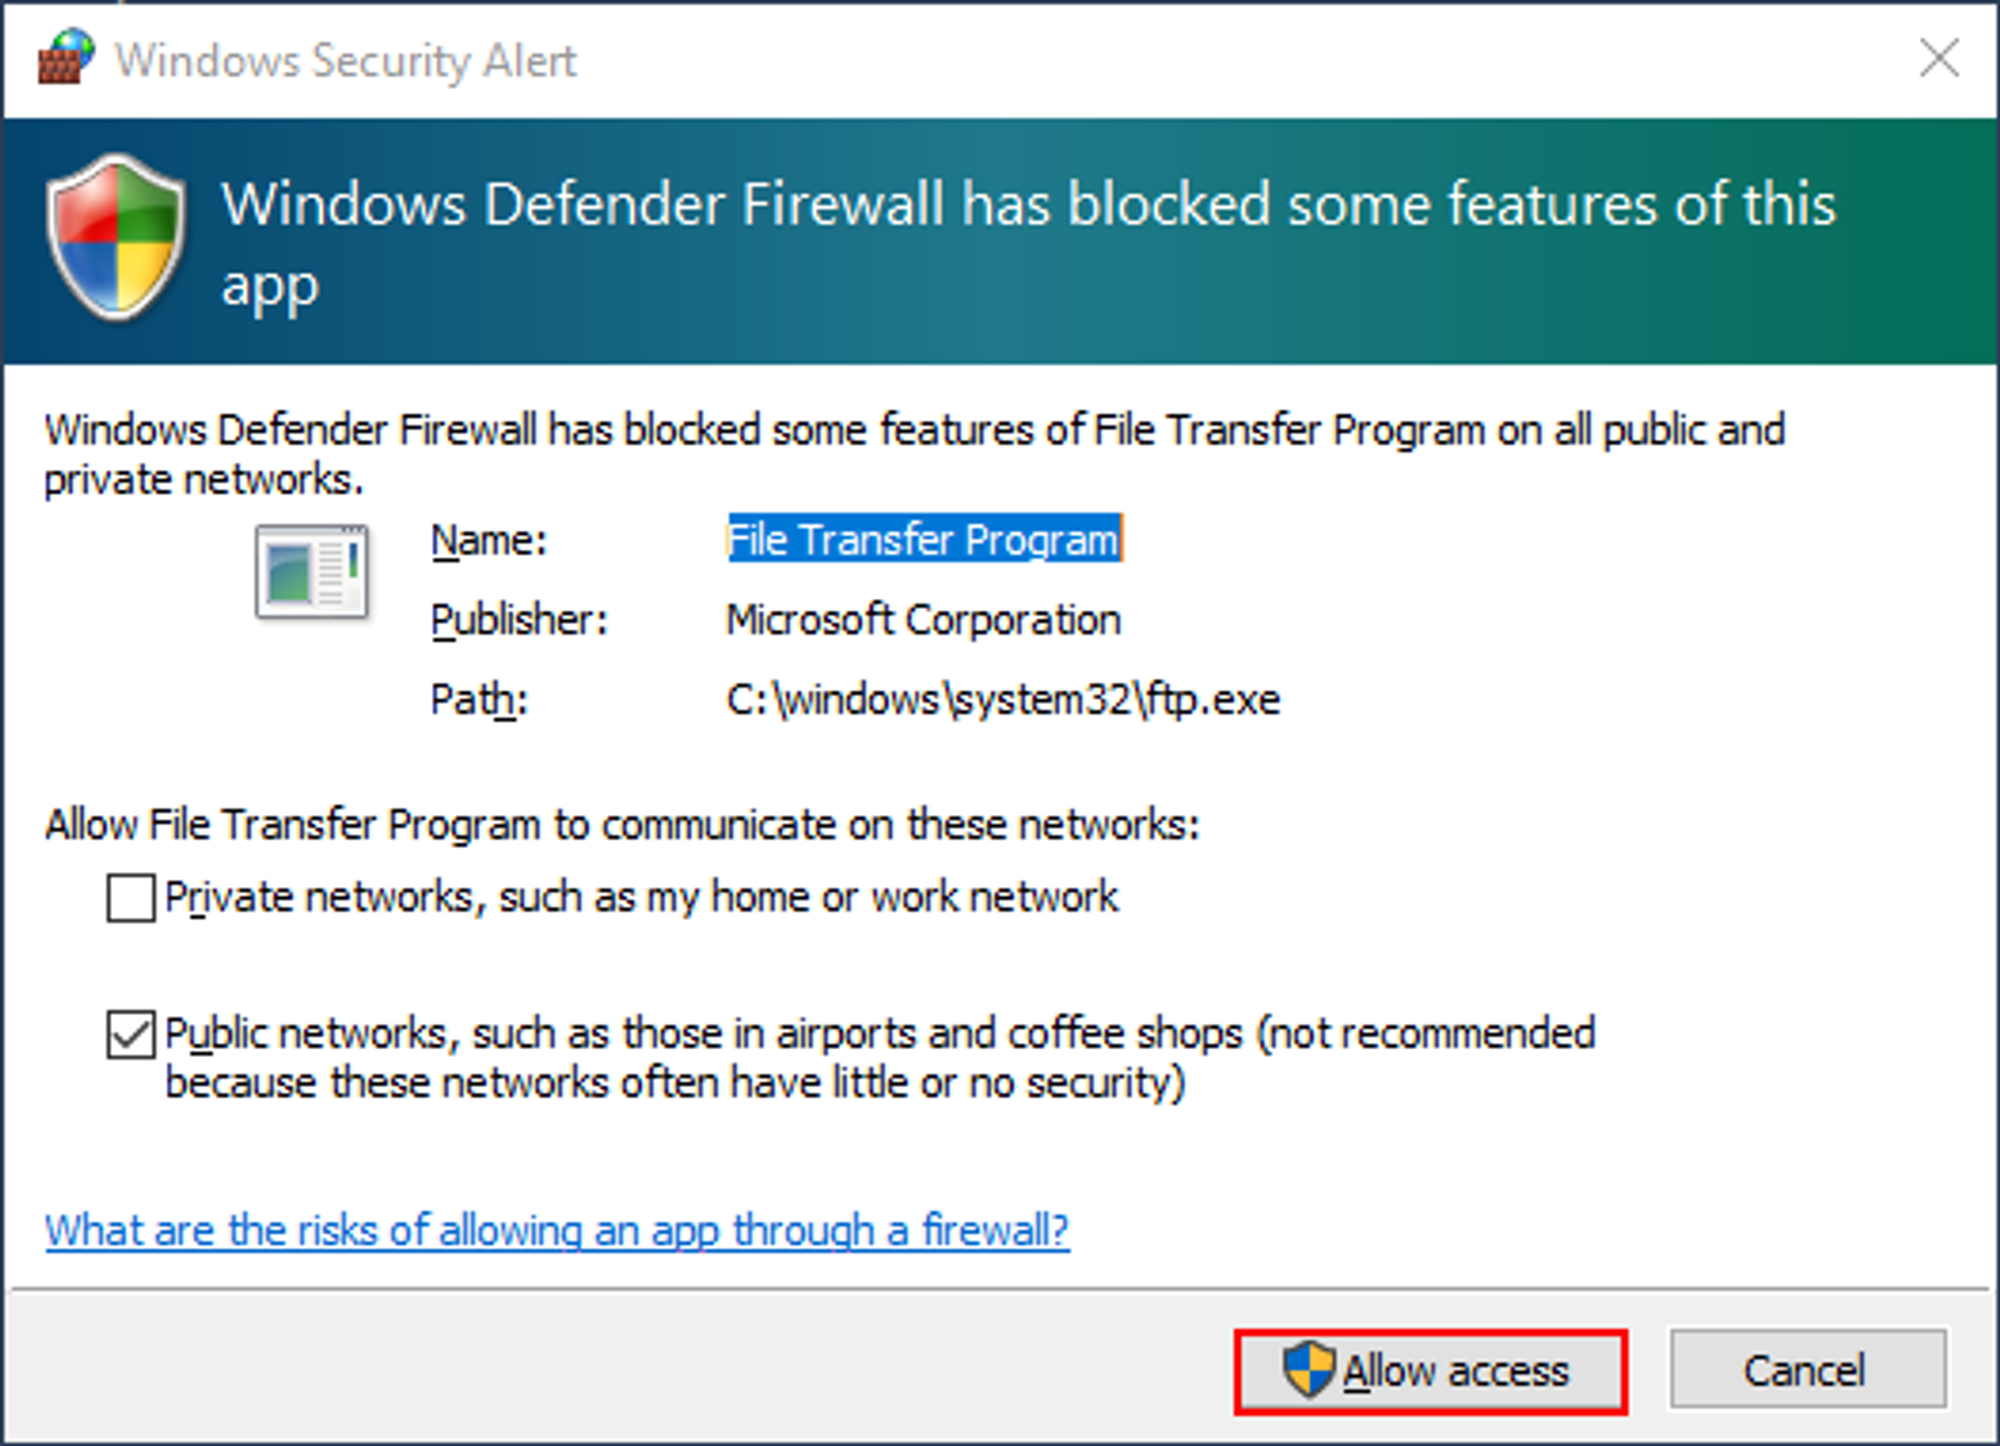 Windows Security Alert
Windows Defender Firewall has blocked some features of this
app
Windows Defender Firewall has blocked some features of File Transfer Program on all public and
private networks.
Name: File Transfer Program
Publisher: Microsoft Corporation
Path: C:\windows\system32\ftp.exe
Allow File Transfer Program to communicate on these networks:
Private networks, such as my home or work network
Public networks, such as those in airports and coffee shops (not recommended
because these networks often have little or no security)
What are the risks of allowing an app through a firewall?
Allow access Cancel